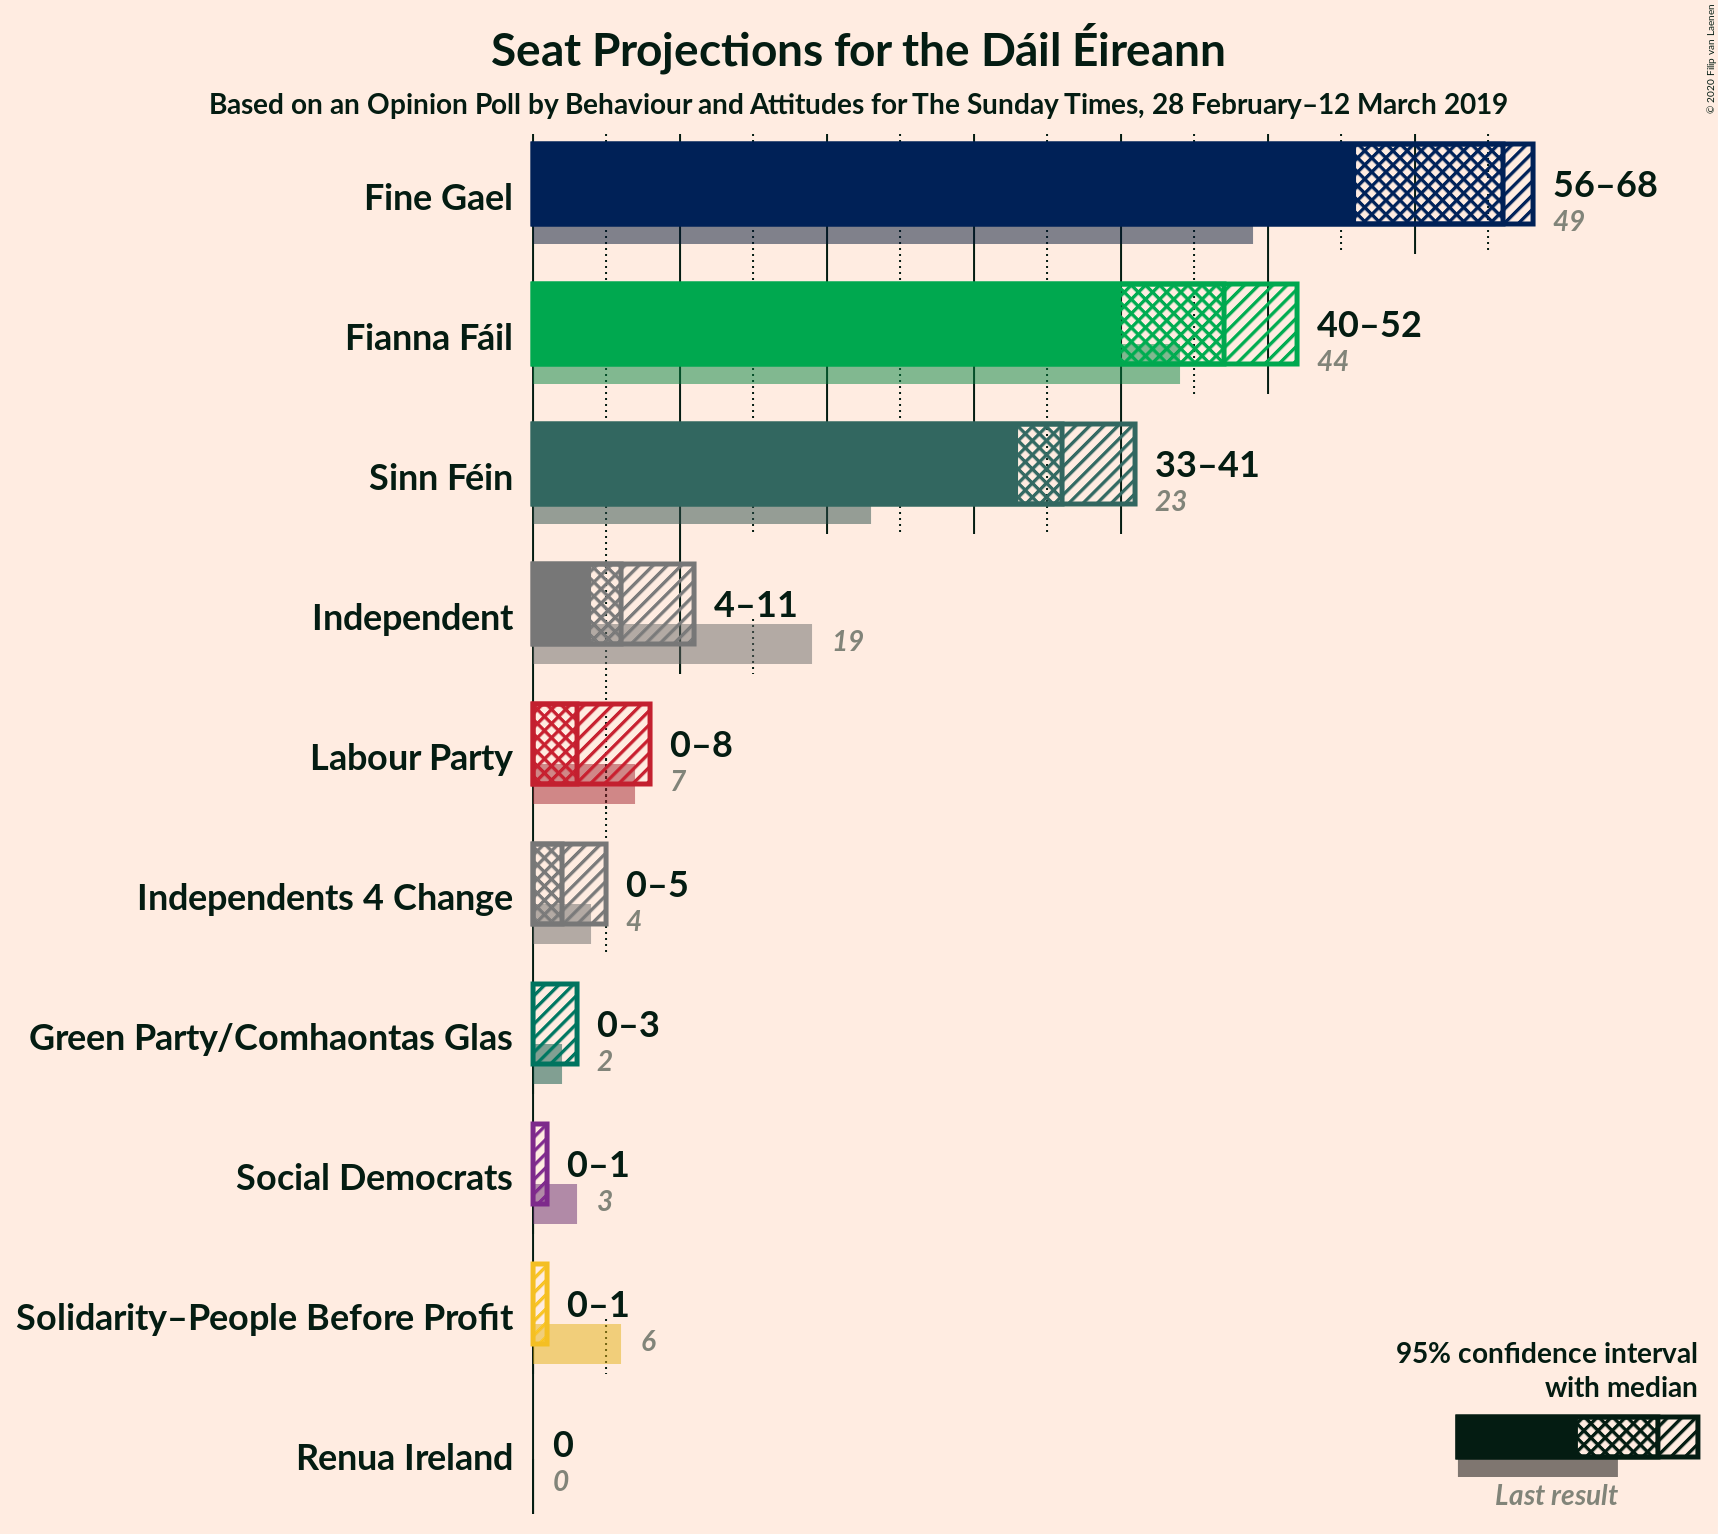 Seat Projections for the Dáil Éireann
Based on an Opinion Poll by Behaviour and Attitudes for The Sunday Times, 28 February–12 March 2019
© 2020 Filip van Laenen
Fine Gael
56–68
49
Fianna Fáil
40–52
44
Sinn Féin
33–41
23
Independent
4–11
19
Labour Party
0–8
7
Independents 4 Change
0–5
4
Green Party/Comhaontas Glas
0–3
2
Social Democrats
0–1
3
Solidarity–People Before Profit
0–1
6
Renua Ireland
0
0
95% confidence interval
with median
Last result